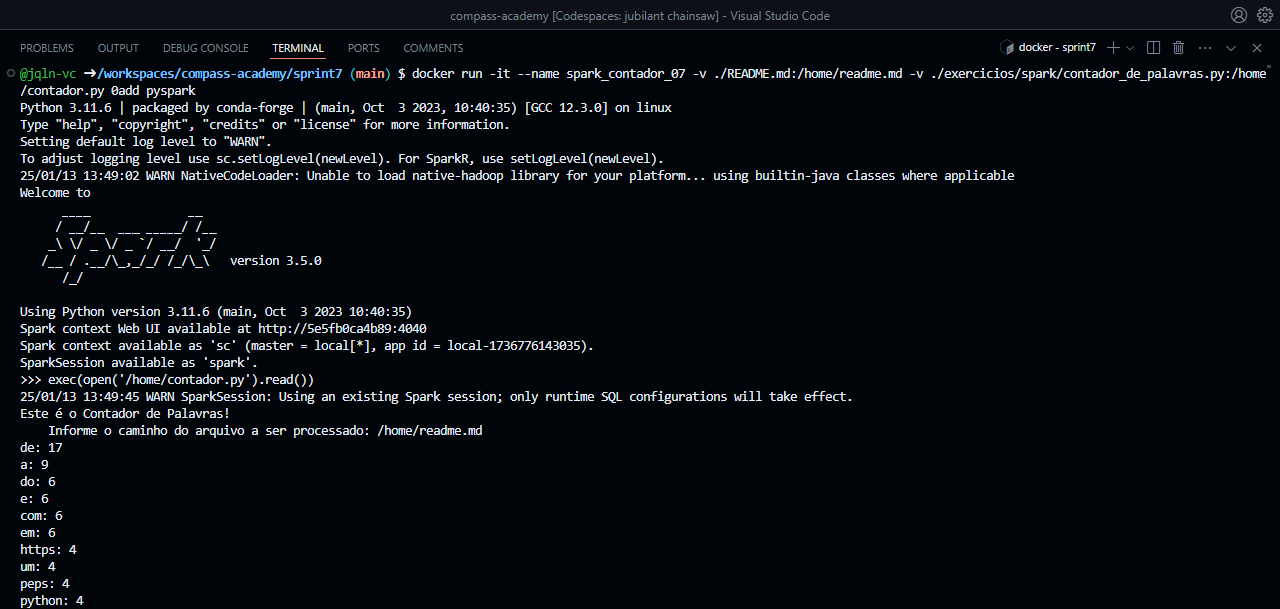 compass-academy [Codespaces: jubilant chainsaw] - Visual Studio Code
PROBLEMS OUTPUT DEBUG CONSOLE TERMINAL PORTS COMMENTS docker - sprint7
@jqln-vc ➜/workspaces/compass-academy/sprint7 (main) $ docker run -it --name spark_contador_07 -v ./README.md:/home/readme.md -v ./exercicios/spark/contador_de_palavras.py:/home
/contador.py 0add pyspark
Python 3.11.6 | packaged by conda-forge | (main, Oct  3 2023, 10:40:35) [GCC 12.3.0] on linux
Type "help", "copyright", "credits" or "license" for more information.
Setting default log level to "WARN".
To adjust logging level use sc.setLogLevel(newLevel). For SparkR, use setLogLevel(newLevel).
25/01/13 13:49:02 WARN NativeCodeLoader: Unable to load native-hadoop library for your platform... using builtin-java classes where applicable
Welcome to
      ____              __
     / __/__  ___ _____/ /__
    _\ \/ _ \/ _ `/ __/  '_/
   /__ / .__/\_,_/_/ /_/\_\   version 3.5.0
      /_/
Using Python version 3.11.6 (main, Oct  3 2023 10:40:35)
Spark context Web UI available at http://5e5fb0ca4b89:4040
Spark context available as 'sc' (master = local[*], app id = local-1736776143035).
SparkSession available as 'spark'.
>>> exec(open('/home/contador.py').read())
25/01/13 13:49:45 WARN SparkSession: Using an existing Spark session; only runtime SQL configurations will take effect.
Este é o Contador de Palavras!
    Informe o caminho do arquivo a ser processado: /home/readme.md
de: 17
a: 9
do: 6
e: 6
com: 6
em: 6
https: 4
um: 4
peps: 4
python: 4